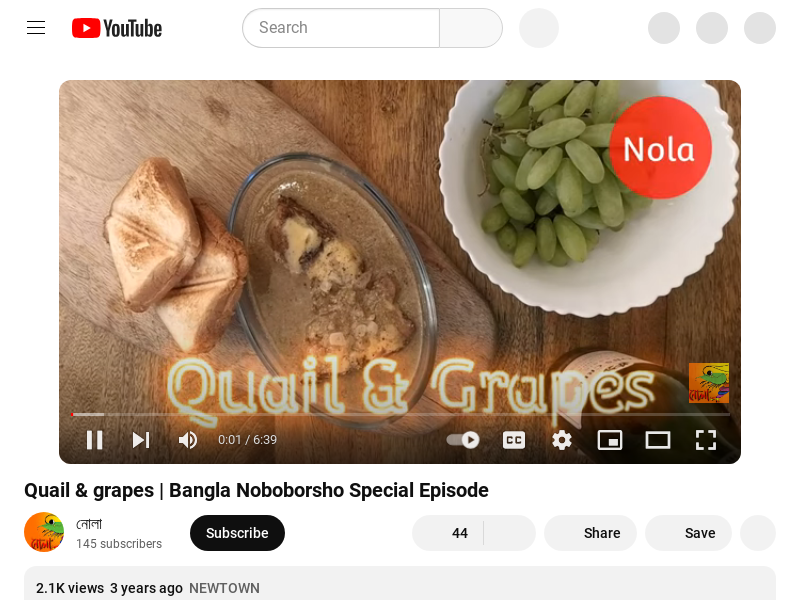 YouTube
Search
Nola
Quail & Grapes
0:01 / 6:39
CC
Quail & grapes | Bangla Noboborsho Special Episode
নোলা
145 subscribers
Subscribe
44
Share
Save
2.1K views 3 years ago NEWTOWN